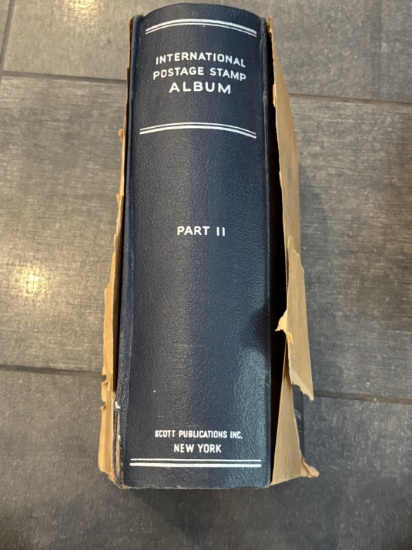 INTERNATIONAL
POSTAGE STAMP
ALBUM
PART II
SCOTT PUBLICATIONS INC.
NEW YORK